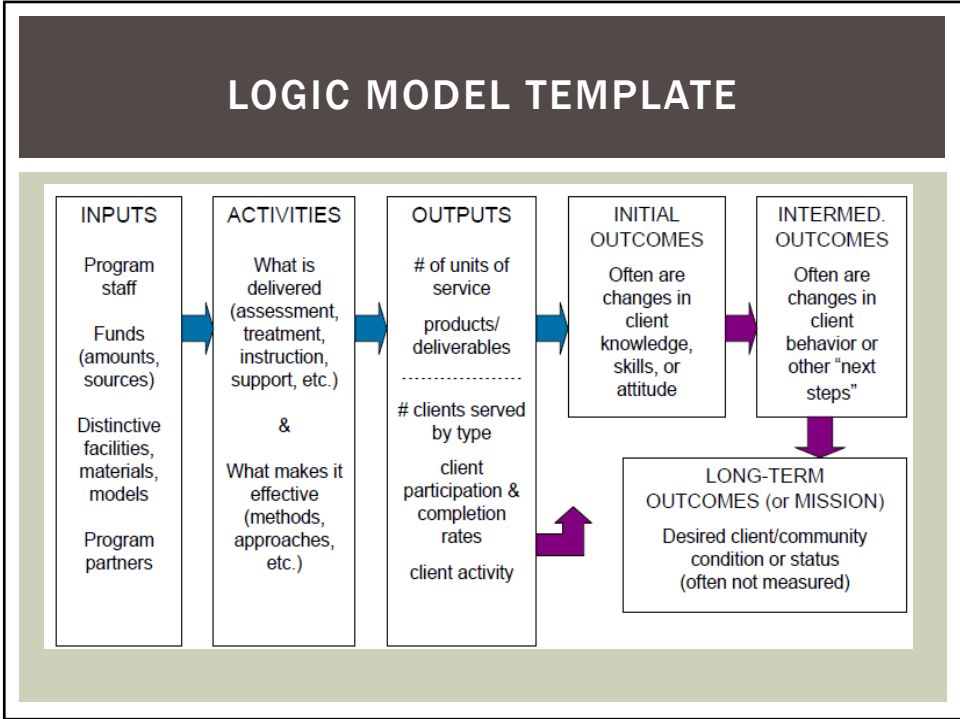 LOGIC MODEL TEMPLATE
INPUTS
Program
staff
Funds
(amounts,
sources)
Distinctive
facilities,
materials,
models
Program
partners
ACTIVITIES
What is
delivered
(assessment,
treatment,
instruction,
support, etc.)
&
What makes it
effective
(methods,
approaches,
etc.)
OUTPUTS
# of units of
service
products/
deliverables
-------------------
# clients served
by type
client
participation &
completion
rates
client activity
INITIAL
OUTCOMES
Often are
changes in
client
knowledge,
skills, or
attitude
INTERMED.
OUTCOMES
Often are
changes in
client
behavior or
other “next
steps”
LONG-TERM
OUTCOMES (or MISSION)
Desired client/community
condition or status
(often not measured)